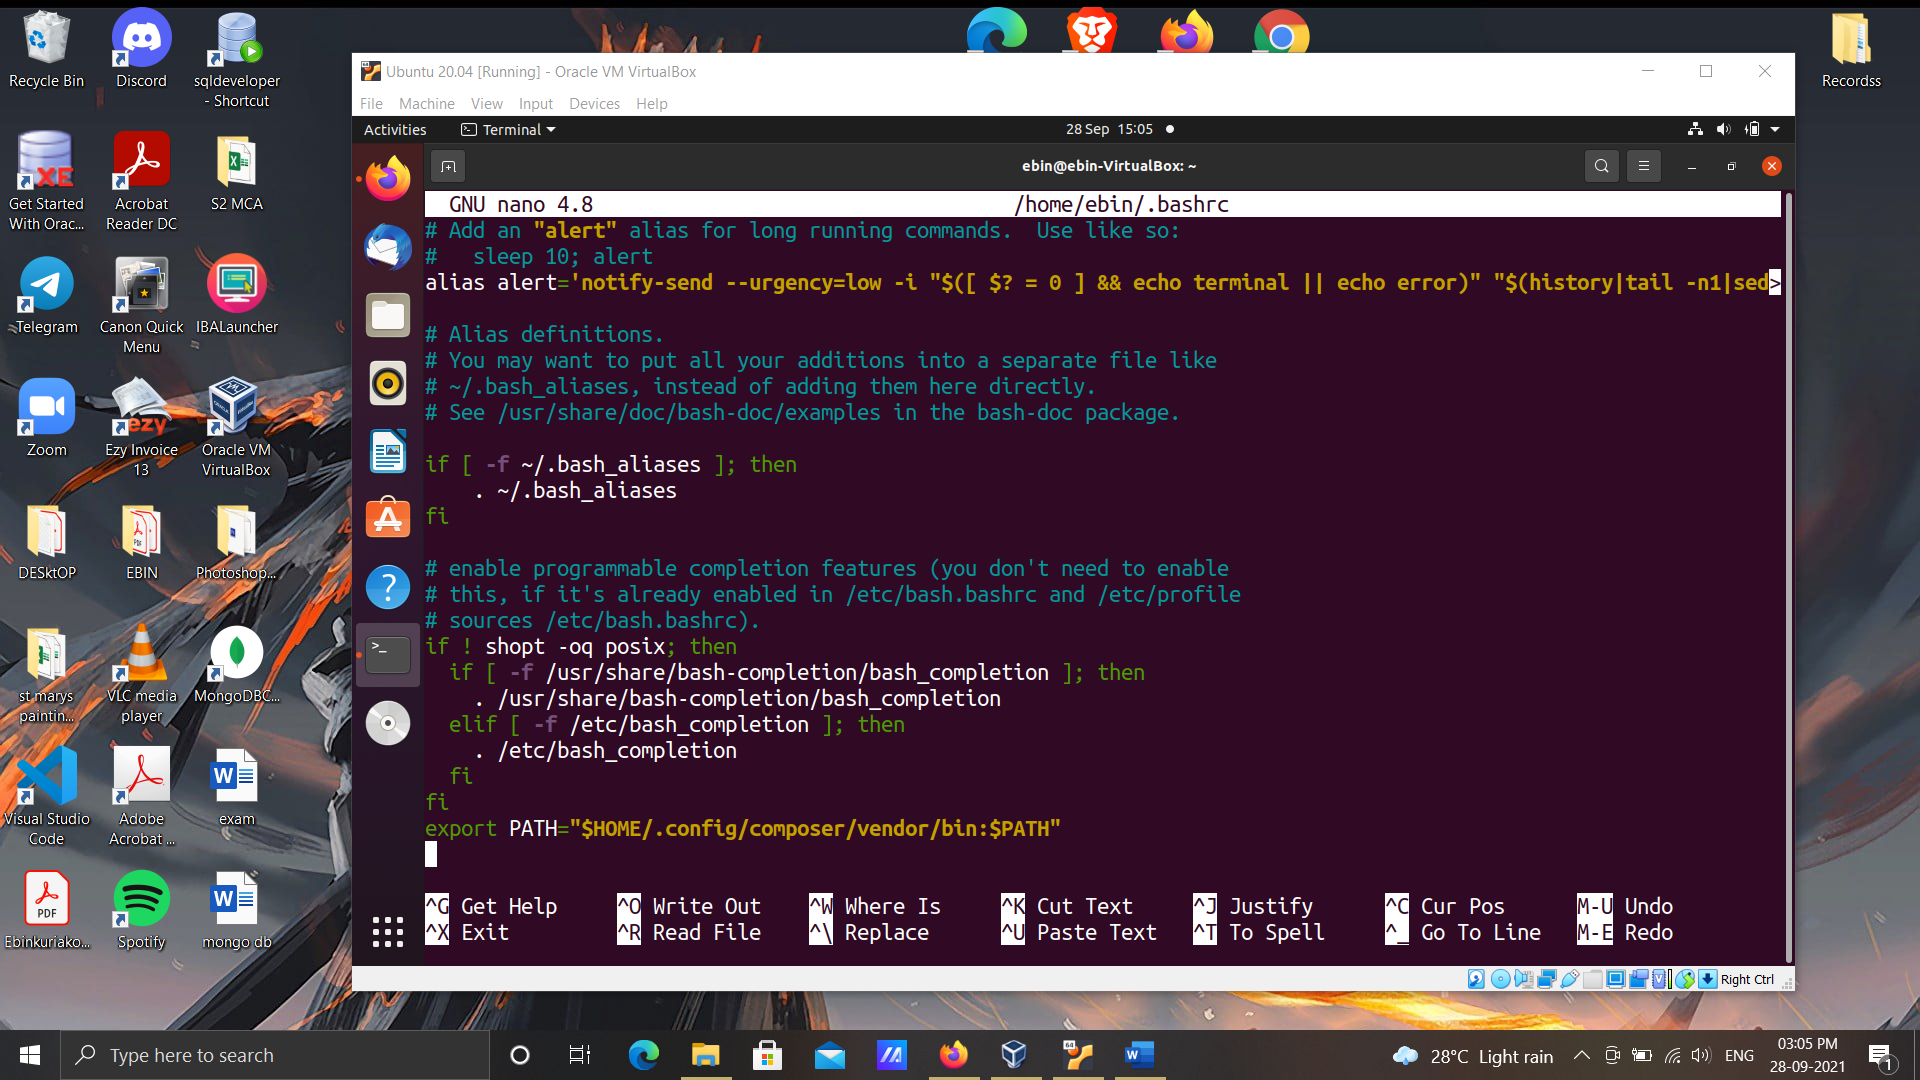 Recycle Bin
Discord
sqldeveloper
- Shortcut
Recordss
Get Started
With Orac...
Acrobat
Reader DC
S2 MCA
Telegram
Canon Quick
Menu
IBALauncher
Zoom
Ezy Invoice
13
Oracle VM
VirtualBox
DESktOP
EBIN
Photoshop...
st marys
paintin...
VLC media
player
MongoDBC...
Visual Studio
Code
Adobe
Acrobat ...
exam
Ebinkuriako...
Spotify
mongo db
Ubuntu 20.04 [Running] - Oracle VM VirtualBox
File Machine View Input Devices Help
Activities Terminal 28 Sep 15:05
ebin@ebin-VirtualBox: ~
GNU nano 4.8 /home/ebin/.bashrc
# Add an "alert" alias for long running commands.  Use like so:
#   sleep 10; alert
alias alert='notify-send --urgency=low -i "$([ $? = 0 ] && echo terminal || echo error)" "$(history|tail -n1|sed>
# Alias definitions.
# You may want to put all your additions into a separate file like
# ~/.bash_aliases, instead of adding them here directly.
# See /usr/share/doc/bash-doc/examples in the bash-doc package.
if [ -f ~/.bash_aliases ]; then
    . ~/.bash_aliases
fi
# enable programmable completion features (you don't need to enable
# this, if it's already enabled in /etc/bash.bashrc and /etc/profile
# sources /etc/bash.bashrc).
if ! shopt -oq posix; then
  if [ -f /usr/share/bash-completion/bash_completion ]; then
    . /usr/share/bash-completion/bash_completion
  elif [ -f /etc/bash_completion ]; then
    . /etc/bash_completion
  fi
fi
export PATH="$HOME/.config/composer/vendor/bin:$PATH"
^G Get Help ^O Write Out ^W Where Is ^K Cut Text ^J Justify ^C Cur Pos M-U Undo
^X Exit ^R Read File ^\ Replace ^U Paste Text ^T To Spell ^_ Go To Line M-E Redo
Right Ctrl
Type here to search
28°C Light rain
ENG
03:05 PM
28-09-2021
1